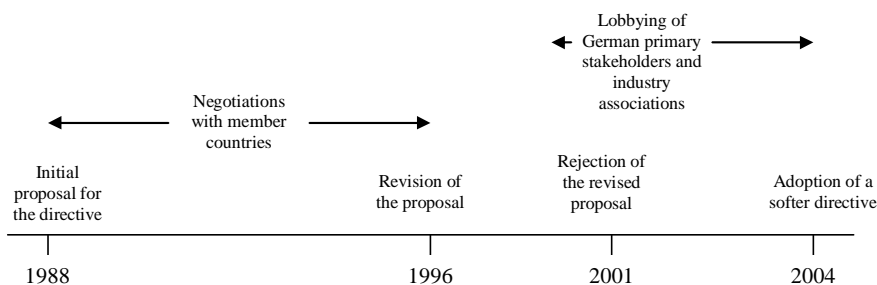 Lobbying of
German primary
stakeholders and
industry
associations
Negotiations
with member
countries
Initial
proposal for
the directive
Revision of
the proposal
Rejection of
the revised
proposal
Adoption of a
softer directive
1988
1996
2001
2004